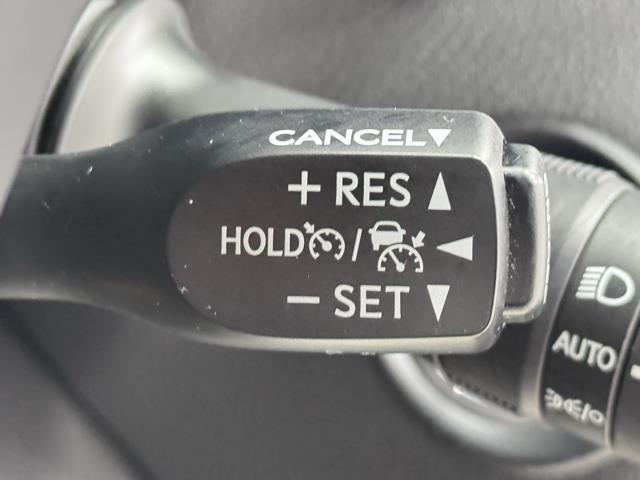 CANCEL▼
+ RES ▲
HOLD / ◀
− SET ▼
AUTO